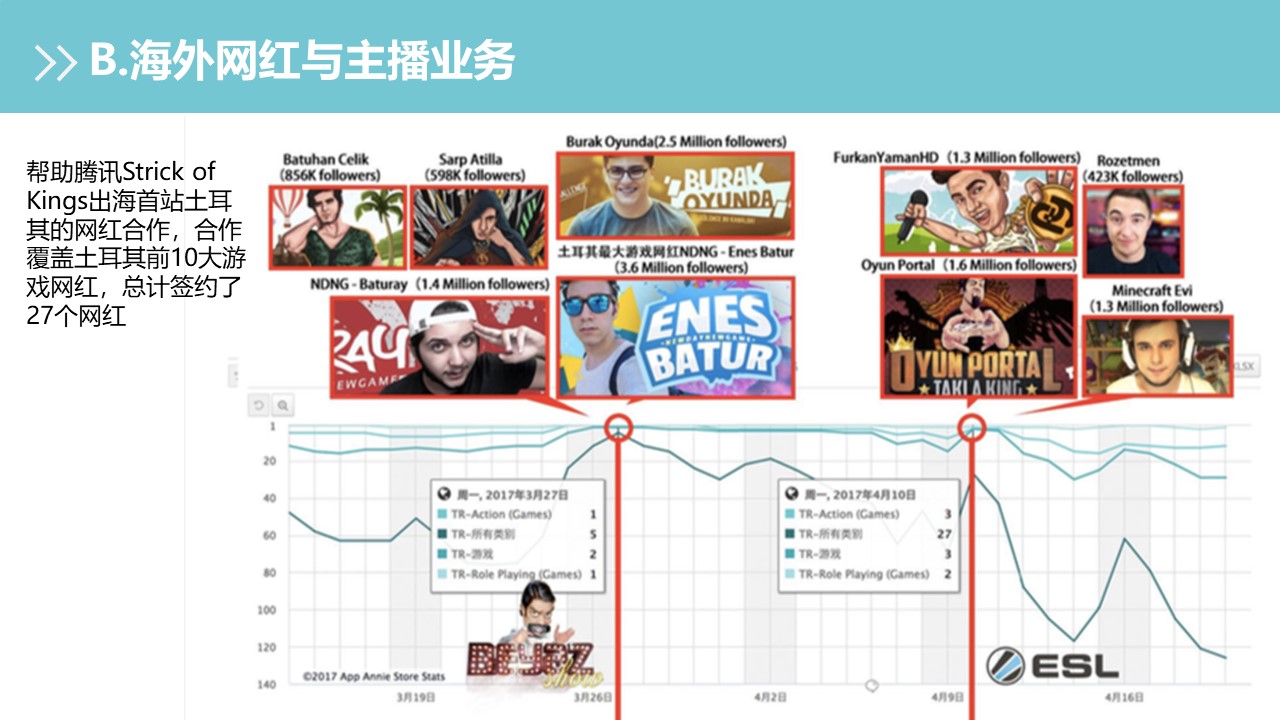 B.海外网红与主播业务
帮助腾讯Strick of
Kings出海首站土耳
其的网红合作，合作
覆盖土耳其前10大游
戏网红，总计签约了
27个网红
Batuhan Celik
(856K followers)
Sarp Atilla
(598K followers)
Burak Oyunda(2.5 Million followers)
BURAK
OYUNDA
NDNG - Baturay (1.4 Million followers)
土耳其最大游戏网红NDNG - Enes Batur
(3.6 Million followers)
ENES
BATUR
FurkanYamanHD (1.3 Million followers)
Rozetmen
(423K followers)
Oyun Portal (1.6 Million followers)
OYUN PORTAL
TAKLA KING
Minecraft Evi
(1.3 Million followers)
XLSX
1
20
40
60
80
100
120
140
周一, 2017年3月27日
TR-Action (Games) 1
TR-所有类别 5
TR-游戏 2
TR-Role Playing (Games) 1
周一, 2017年4月10日
TR-Action (Games) 3
TR-所有类别 27
TR-游戏 3
TR-Role Playing (Games) 2
show
ESL
©2017 App Annie Store Stats
3月19日
3月26日
4月2日
4月9日
4月16日